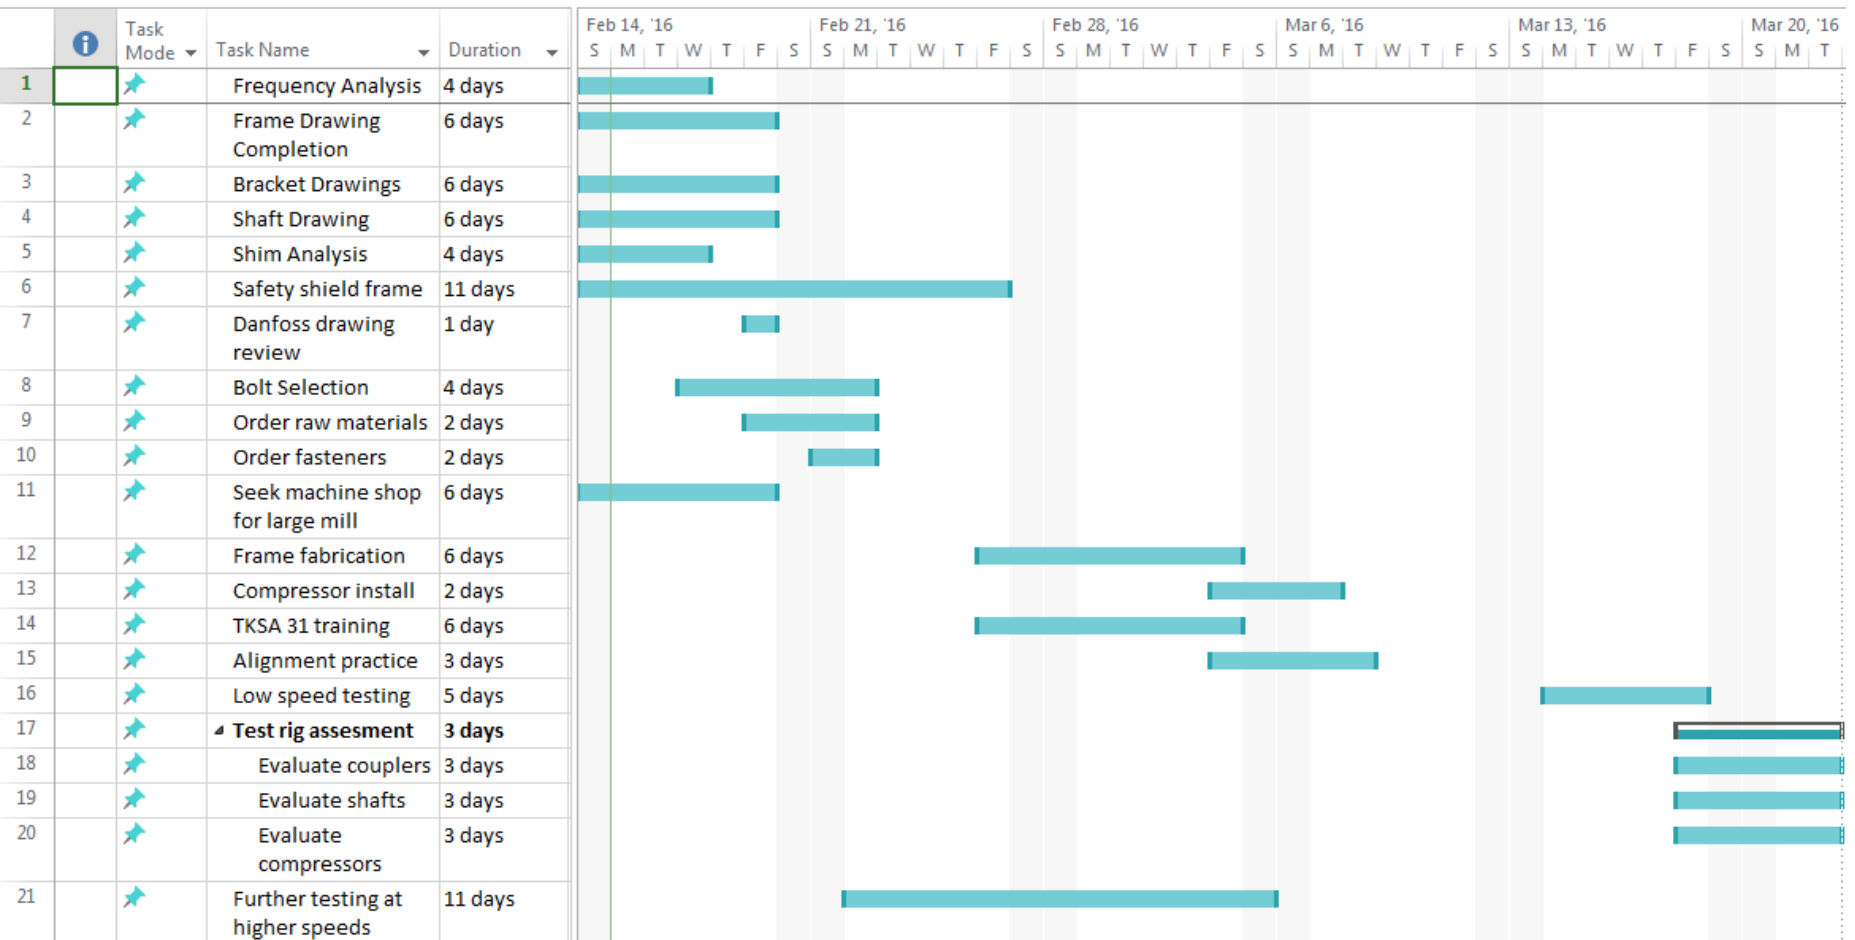 Task Mode Task Name Duration
Feb 14, '16 Feb 21, '16 Feb 28, '16 Mar 6, '16 Mar 13, '16 Mar 20, '16
S M T W T F S S M T W T F S S M T W T F S S M T W T F S S M T W T F S S M T
1 Frequency Analysis 4 days
2 Frame Drawing 6 days
Completion
3 Bracket Drawings 6 days
4 Shaft Drawing 6 days
5 Shim Analysis 4 days
6 Safety shield frame 11 days
7 Danfoss drawing 1 day
review
8 Bolt Selection 4 days
9 Order raw materials 2 days
10 Order fasteners 2 days
11 Seek machine shop 6 days
for large mill
12 Frame fabrication 6 days
13 Compressor install 2 days
14 TKSA 31 training 6 days
15 Alignment practice 3 days
16 Low speed testing 5 days
17 Test rig assesment 3 days
18 Evaluate couplers 3 days
19 Evaluate shafts 3 days
20 Evaluate 3 days
compressors
21 Further testing at 11 days
higher speeds